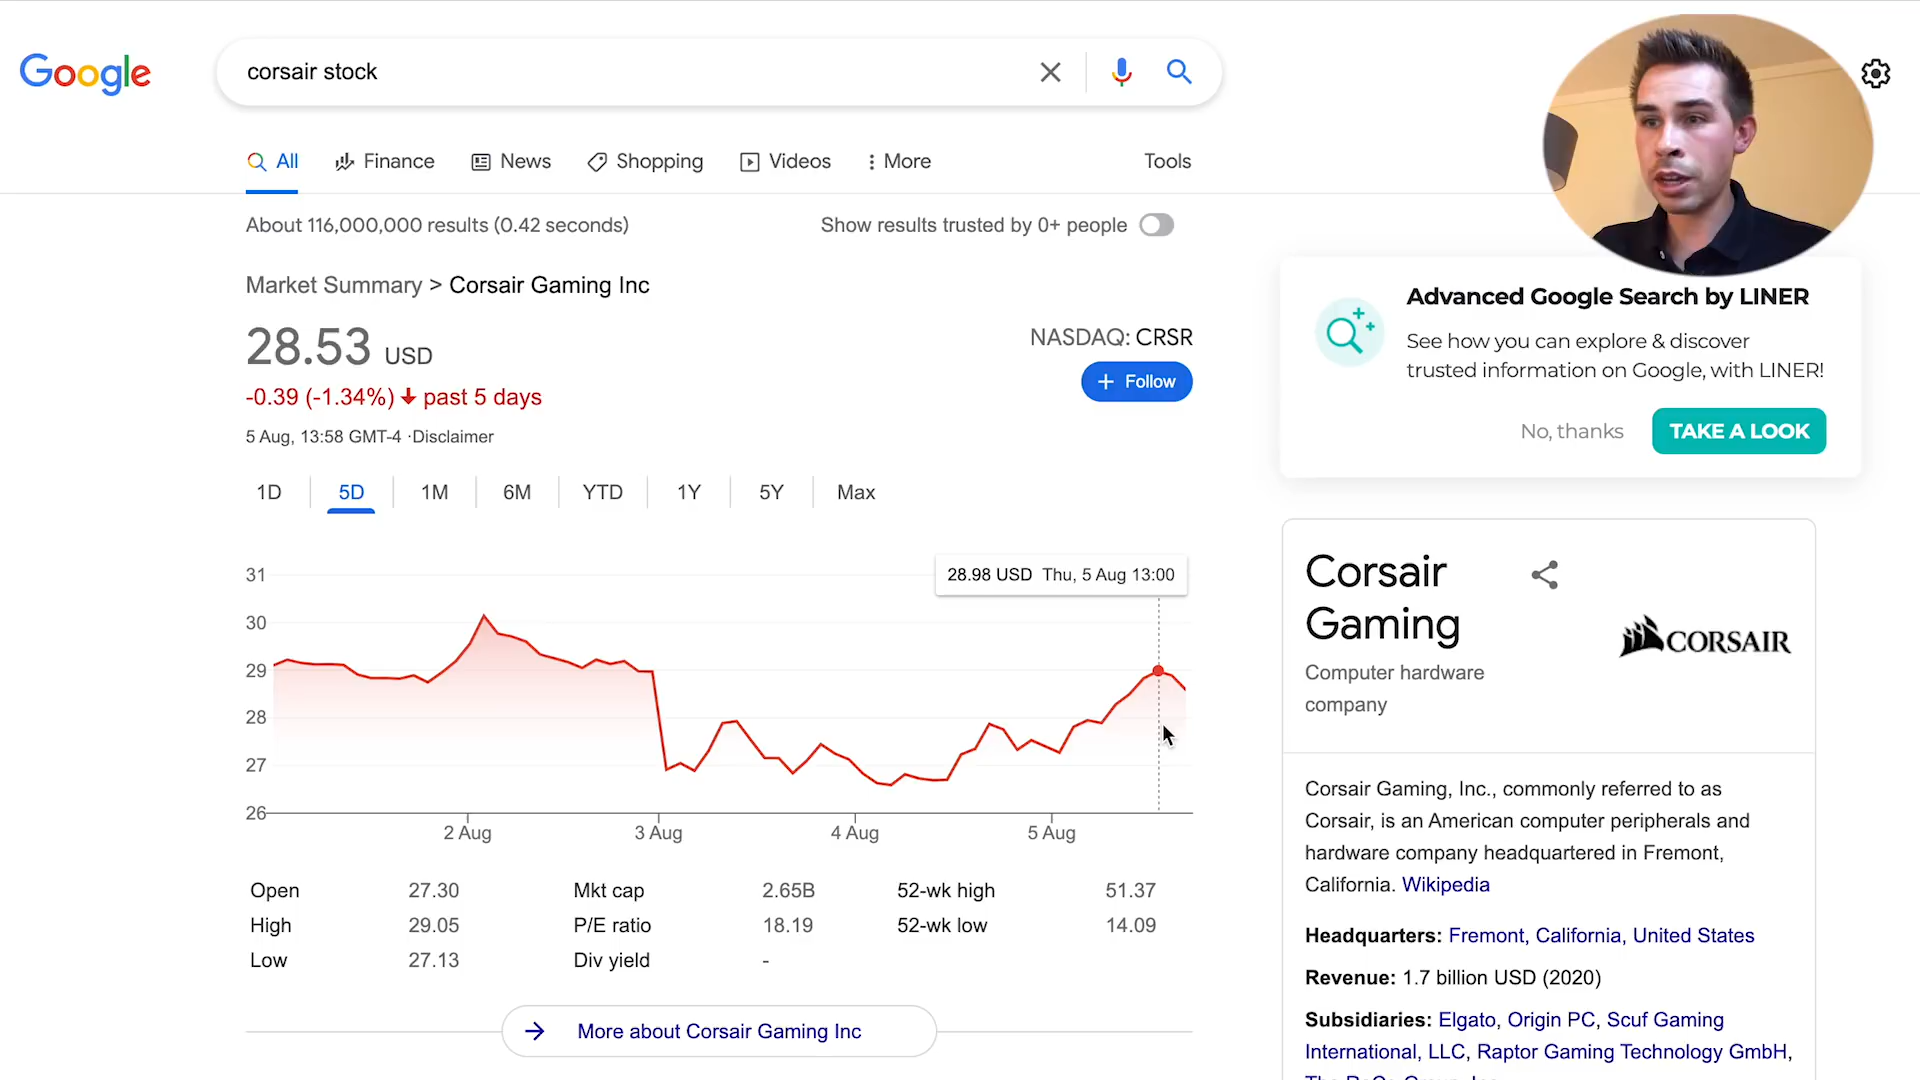 Google
corsair stock
All
Finance
News
Shopping
Videos
More
Tools
About 116,000,000 results (0.42 seconds)
Show results trusted by 0+ people
Market Summary > Corsair Gaming Inc
28.53 USD
NASDAQ: CRSR
-0.39 (-1.34%) past 5 days
+ Follow
5 Aug, 13:58 GMT-4 ·Disclaimer
1D
5D
1M
6M
YTD
1Y
5Y
Max
28.98 USD Thu, 5 Aug 13:00
31
30
29
28
27
26
2 Aug
3 Aug
4 Aug
5 Aug
Open 27.30 Mkt cap 2.65B 52-wk high 51.37
High 29.05 P/E ratio 18.19 52-wk low 14.09
Low 27.13 Div yield -
More about Corsair Gaming Inc
Advanced Google Search by LINER
See how you can explore & discover
trusted information on Google, with LINER!
No, thanks
TAKE A LOOK
Corsair
Gaming
CORSAIR
Computer hardware
company
Corsair Gaming, Inc., commonly referred to as
Corsair, is an American computer peripherals and
hardware company headquartered in Fremont,
California. Wikipedia
Headquarters: Fremont, California, United States
Revenue: 1.7 billion USD (2020)
Subsidiaries: Elgato, Origin PC, Scuf Gaming
International, LLC, Raptor Gaming Technology GmbH,